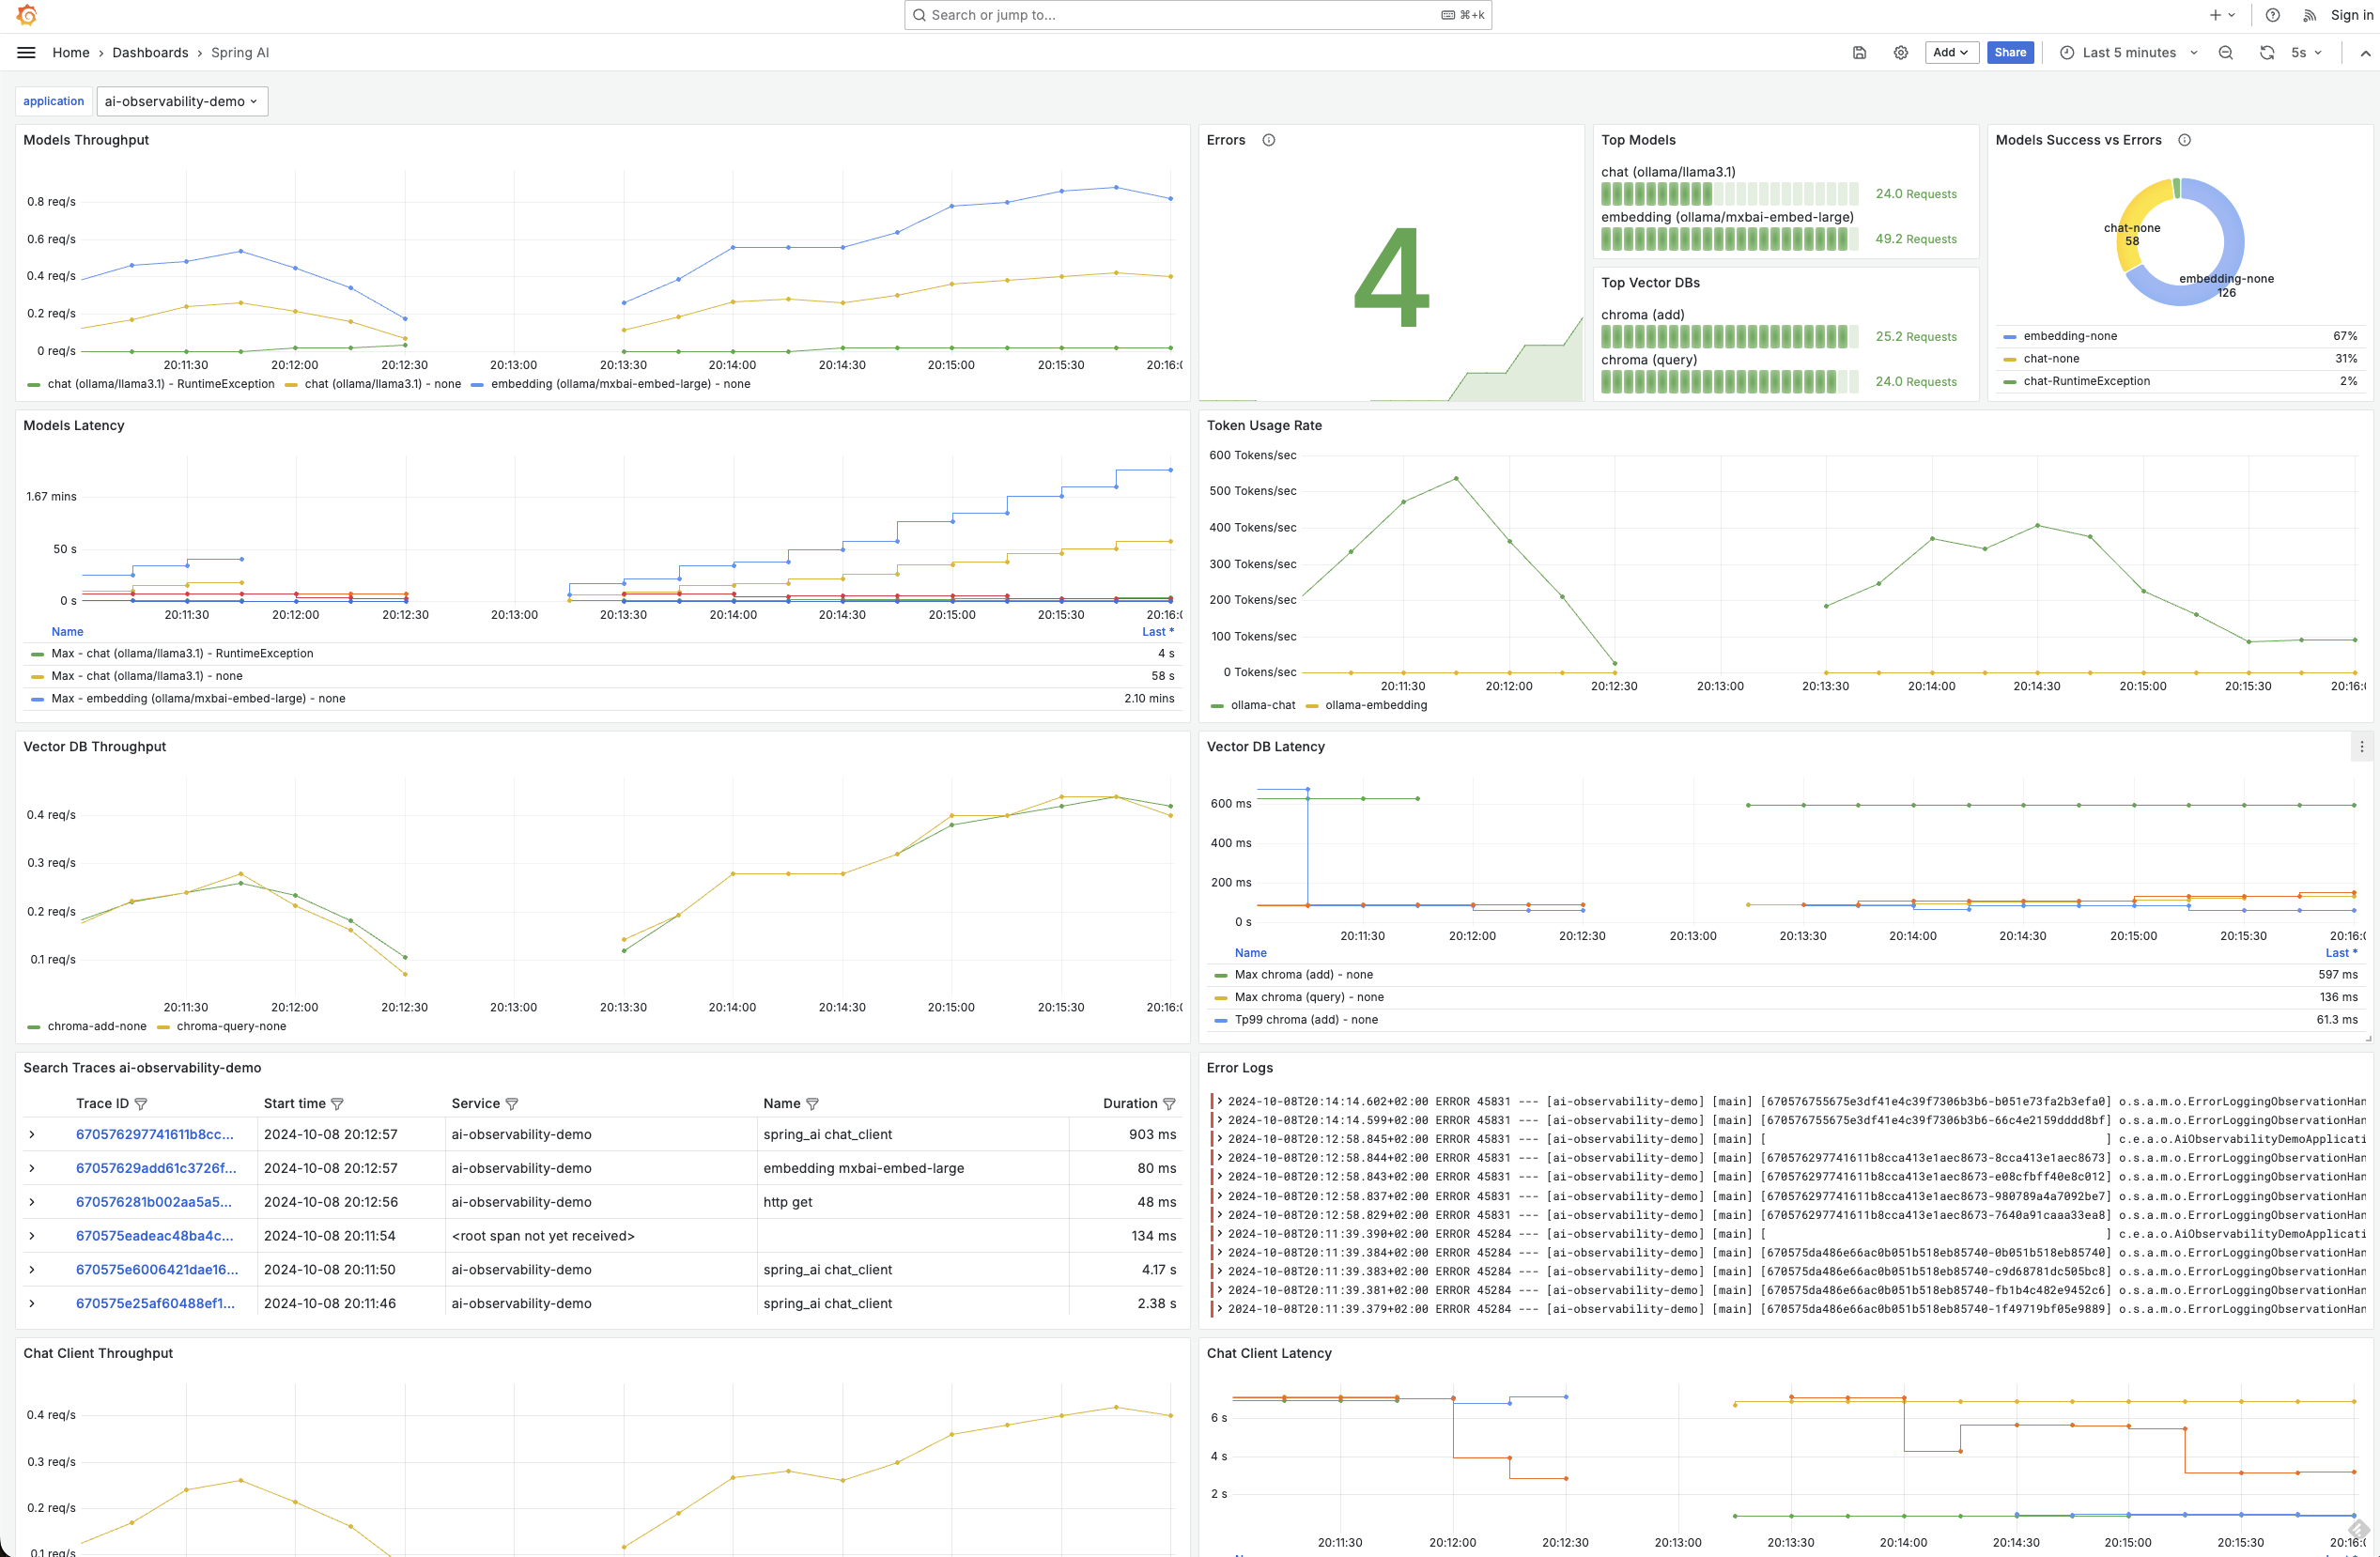 Search or jump to...
⌘+k
Sign in
Home › Dashboards › Spring AI
Add
Share
Last 5 minutes
5s
application
ai-observability-demo
Models Throughput
0.8 req/s
0.6 req/s
0.4 req/s
0.2 req/s
0 req/s
20:11:30 20:12:00 20:12:30 20:13:00 20:13:30 20:14:00 20:14:30 20:15:00 20:15:30 20:16:0
chat (ollama/llama3.1) - RuntimeException chat (ollama/llama3.1) - none embedding (ollama/mxbai-embed-large) - none
Errors
4
Top Models
chat (ollama/llama3.1)
24.0 Requests
embedding (ollama/mxbai-embed-large)
49.2 Requests
Top Vector DBs
chroma (add)
25.2 Requests
chroma (query)
24.0 Requests
Models Success vs Errors
chat-none
58
embedding-none
126
embedding-none 67%
chat-none 31%
chat-RuntimeException 2%
Models Latency
1.67 mins
50 s
0 s
20:11:30 20:12:00 20:12:30 20:13:00 20:13:30 20:14:00 20:14:30 20:15:00 20:15:30 20:16:0
Name Last *
Max - chat (ollama/llama3.1) - RuntimeException 4 s
Max - chat (ollama/llama3.1) - none 58 s
Max - embedding (ollama/mxbai-embed-large) - none 2.10 mins
Token Usage Rate
600 Tokens/sec
500 Tokens/sec
400 Tokens/sec
300 Tokens/sec
200 Tokens/sec
100 Tokens/sec
0 Tokens/sec
20:11:30 20:12:00 20:12:30 20:13:00 20:13:30 20:14:00 20:14:30 20:15:00 20:15:30 20:16:0
ollama-chat ollama-embedding
Vector DB Throughput
0.4 req/s
0.3 req/s
0.2 req/s
0.1 req/s
20:11:30 20:12:00 20:12:30 20:13:00 20:13:30 20:14:00 20:14:30 20:15:00 20:15:30 20:16:0
chroma-add-none chroma-query-none
Vector DB Latency
600 ms
400 ms
200 ms
0 s
20:11:30 20:12:00 20:12:30 20:13:00 20:13:30 20:14:00 20:14:30 20:15:00 20:15:30 20:16:0
Name Last *
Max chroma (add) - none 597 ms
Max chroma (query) - none 136 ms
Tp99 chroma (add) - none 61.3 ms
Search Traces ai-observability-demo
Trace ID Start time Service Name Duration
670576297741611b8cc... 2024-10-08 20:12:57 ai-observability-demo spring_ai chat_client 903 ms
67057629add61c3726f... 2024-10-08 20:12:57 ai-observability-demo embedding mxbai-embed-large 80 ms
670576281b002aa5a5... 2024-10-08 20:12:56 ai-observability-demo http get 48 ms
670575eadeac48ba4c... 2024-10-08 20:11:54 <root span not yet received> 134 ms
670575e6006421dae16... 2024-10-08 20:11:50 ai-observability-demo spring_ai chat_client 4.17 s
670575e25af60488ef1... 2024-10-08 20:11:46 ai-observability-demo spring_ai chat_client 2.38 s
Error Logs
2024-10-08T20:14:14.602+02:00 ERROR 45831 --- [ai-observability-demo] [main] [670576755675e3df41e4c39f7306b3b6-b051e73fa2b3efa0] o.s.a.m.o.ErrorLoggingObservationHan
2024-10-08T20:14:14.599+02:00 ERROR 45831 --- [ai-observability-demo] [main] [670576755675e3df41e4c39f7306b3b6-66c4e2159dddd8bf] o.s.a.m.o.ErrorLoggingObservationHan
2024-10-08T20:12:58.845+02:00 ERROR 45831 --- [ai-observability-demo] [main] [ ] c.e.a.o.AiObservabilityDemoApplicati
2024-10-08T20:12:58.844+02:00 ERROR 45831 --- [ai-observability-demo] [main] [670576297741611b8cca413e1aec8673-8cca413e1aec8673] o.s.a.m.o.ErrorLoggingObservationHan
2024-10-08T20:12:58.843+02:00 ERROR 45831 --- [ai-observability-demo] [main] [670576297741611b8cca413e1aec8673-e08cfbff40e8c012] o.s.a.m.o.ErrorLoggingObservationHan
2024-10-08T20:12:58.837+02:00 ERROR 45831 --- [ai-observability-demo] [main] [670576297741611b8cca413e1aec8673-980789a4a7092be7] o.s.a.m.o.ErrorLoggingObservationHan
2024-10-08T20:12:58.829+02:00 ERROR 45831 --- [ai-observability-demo] [main] [670576297741611b8cca413e1aec8673-7640a91caaa33ea8] o.s.a.m.o.ErrorLoggingObservationHan
2024-10-08T20:11:39.390+02:00 ERROR 45284 --- [ai-observability-demo] [main] [ ] c.e.a.o.AiObservabilityDemoApplicati
2024-10-08T20:11:39.384+02:00 ERROR 45284 --- [ai-observability-demo] [main] [670575da486e66ac0b051b518eb85740-0b051b518eb85740] o.s.a.m.o.ErrorLoggingObservationHan
2024-10-08T20:11:39.383+02:00 ERROR 45284 --- [ai-observability-demo] [main] [670575da486e66ac0b051b518eb85740-c9d68781dc505bc8] o.s.a.m.o.ErrorLoggingObservationHan
2024-10-08T20:11:39.381+02:00 ERROR 45284 --- [ai-observability-demo] [main] [670575da486e66ac0b051b518eb85740-fb1b4c482e9452c6] o.s.a.m.o.ErrorLoggingObservationHan
2024-10-08T20:11:39.379+02:00 ERROR 45284 --- [ai-observability-demo] [main] [670575da486e66ac0b051b518eb85740-1f49719bf05e9889] o.s.a.m.o.ErrorLoggingObservationHan
Chat Client Throughput
0.4 req/s
0.3 req/s
0.2 req/s
0.1 req/s
Chat Client Latency
6 s
4 s
2 s
20:11:30 20:12:00 20:12:30 20:13:00 20:13:30 20:14:00 20:14:30 20:15:00 20:15:30 20:16:0